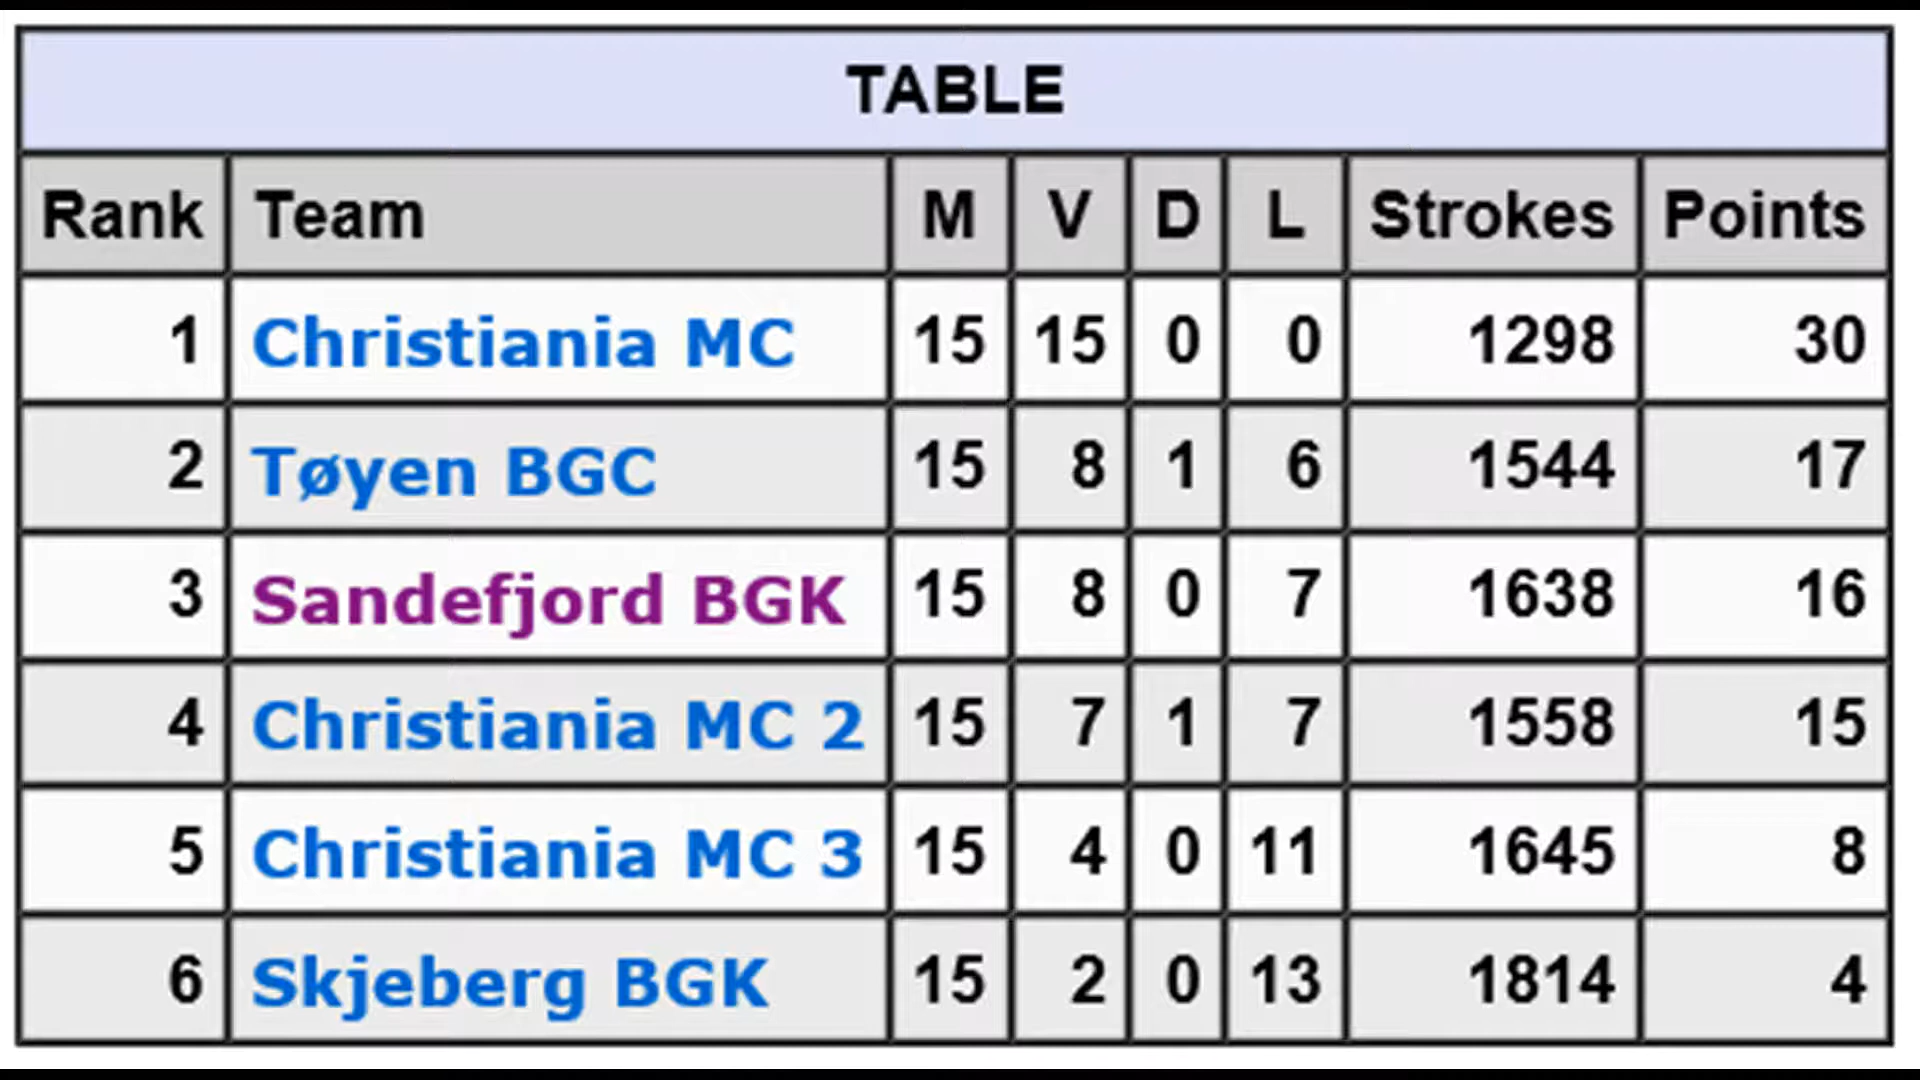 TABLE
Rank Team M V D L Strokes Points
1 Christiania MC 15 15 0 0 1298 30
2 Tøyen BGC 15 8 1 6 1544 17
3 Sandefjord BGK 15 8 0 7 1638 16
4 Christiania MC 2 15 7 1 7 1558 15
5 Christiania MC 3 15 4 0 11 1645 8
6 Skjeberg BGK 15 2 0 13 1814 4